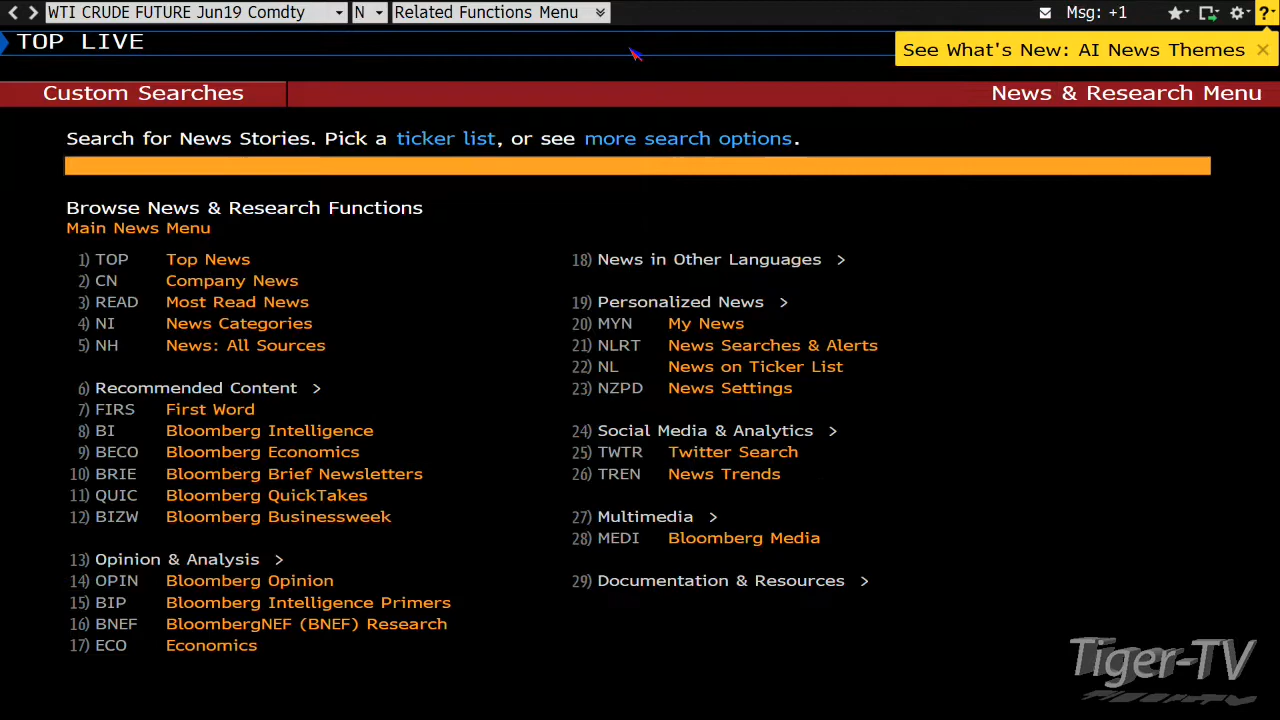 WTI CRUDE FUTURE Jun19 Comdty N Related Functions Menu Msg: +1 ?
TOP LIVE
See What's New: AI News Themes
Custom Searches News & Research Menu
Search for News Stories. Pick a ticker list, or see more search options.
Browse News & Research Functions
Main News Menu
1) TOP Top News
2) CN Company News
3) READ Most Read News
4) NI News Categories
5) NH News: All Sources
6) Recommended Content >
7) FIRS First Word
8) BI Bloomberg Intelligence
9) BECO Bloomberg Economics
10) BRIE Bloomberg Brief Newsletters
11) QUIC Bloomberg QuickTakes
12) BIZW Bloomberg Businessweek
13) Opinion & Analysis >
14) OPIN Bloomberg Opinion
15) BIP Bloomberg Intelligence Primers
16) BNEF BloombergNEF (BNEF) Research
17) ECO Economics
18) News in Other Languages >
19) Personalized News >
20) MYN My News
21) NLRT News Searches & Alerts
22) NL News on Ticker List
23) NZPD News Settings
24) Social Media & Analytics >
25) TWTR Twitter Search
26) TREN News Trends
27) Multimedia >
28) MEDI Bloomberg Media
29) Documentation & Resources >
Tiger-TV